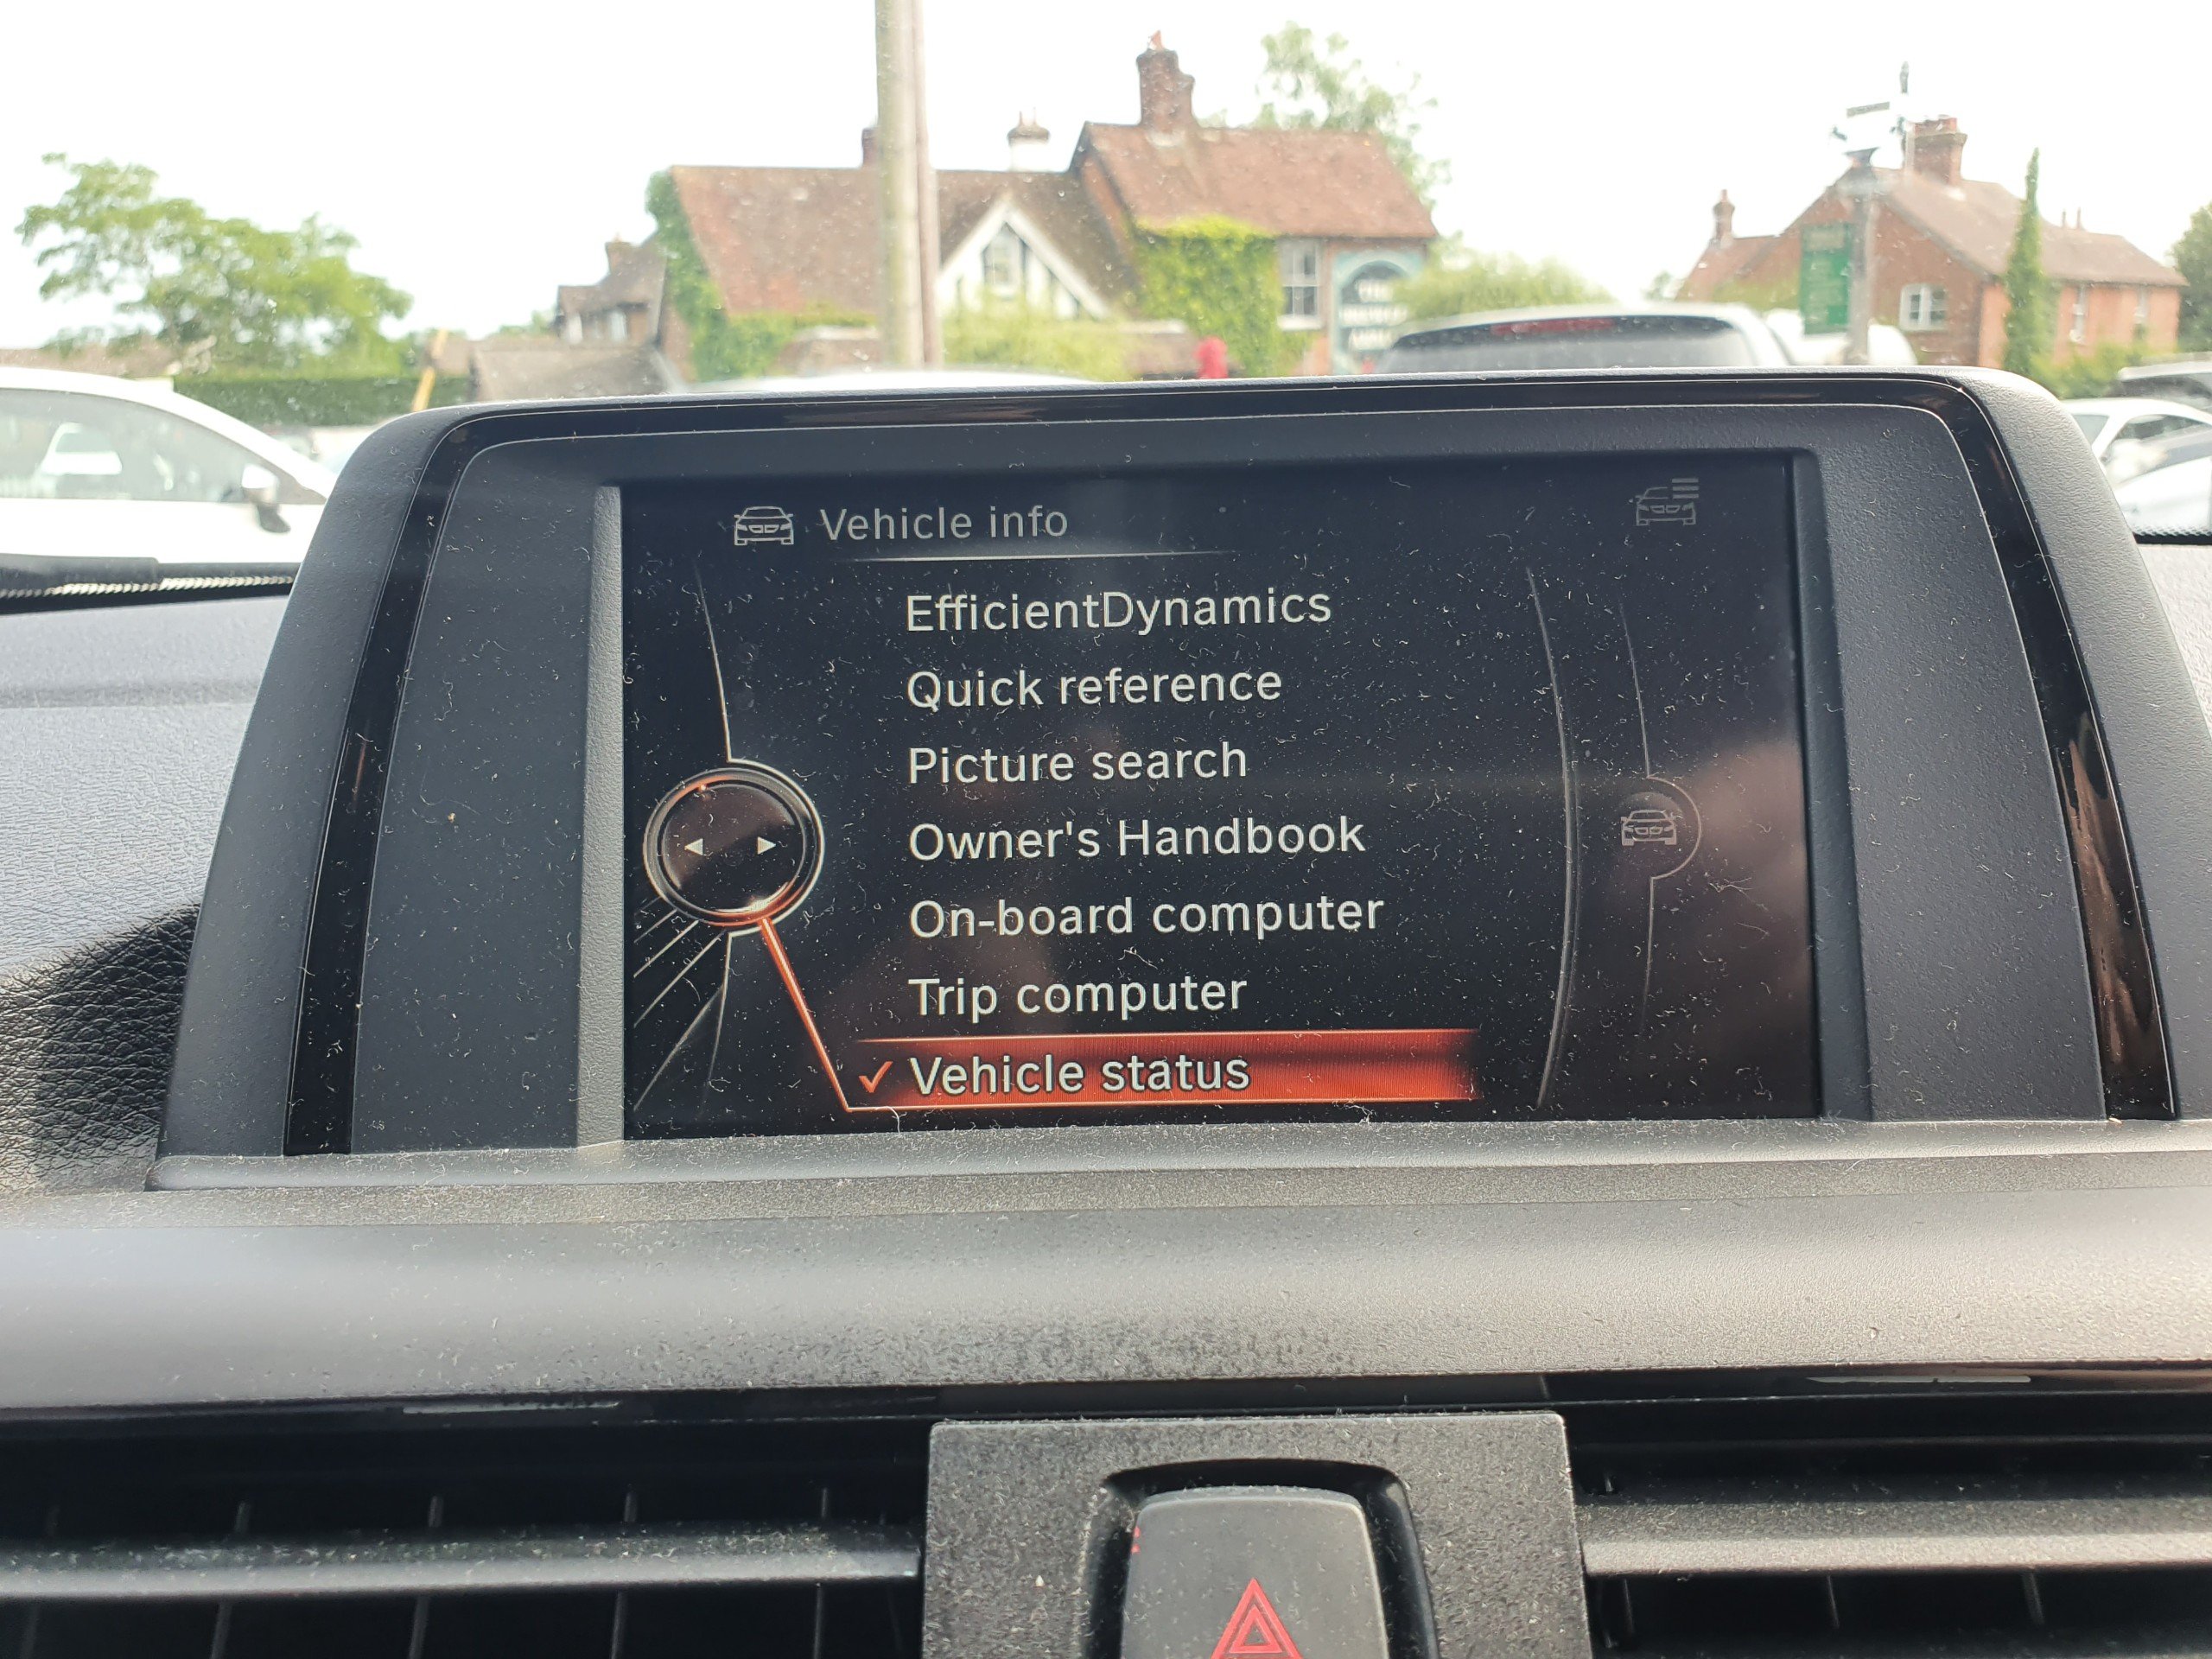 Vehicle info
EfficientDynamics
Quick reference
Picture search
Owner's Handbook
On-board computer
Trip computer
Vehicle status